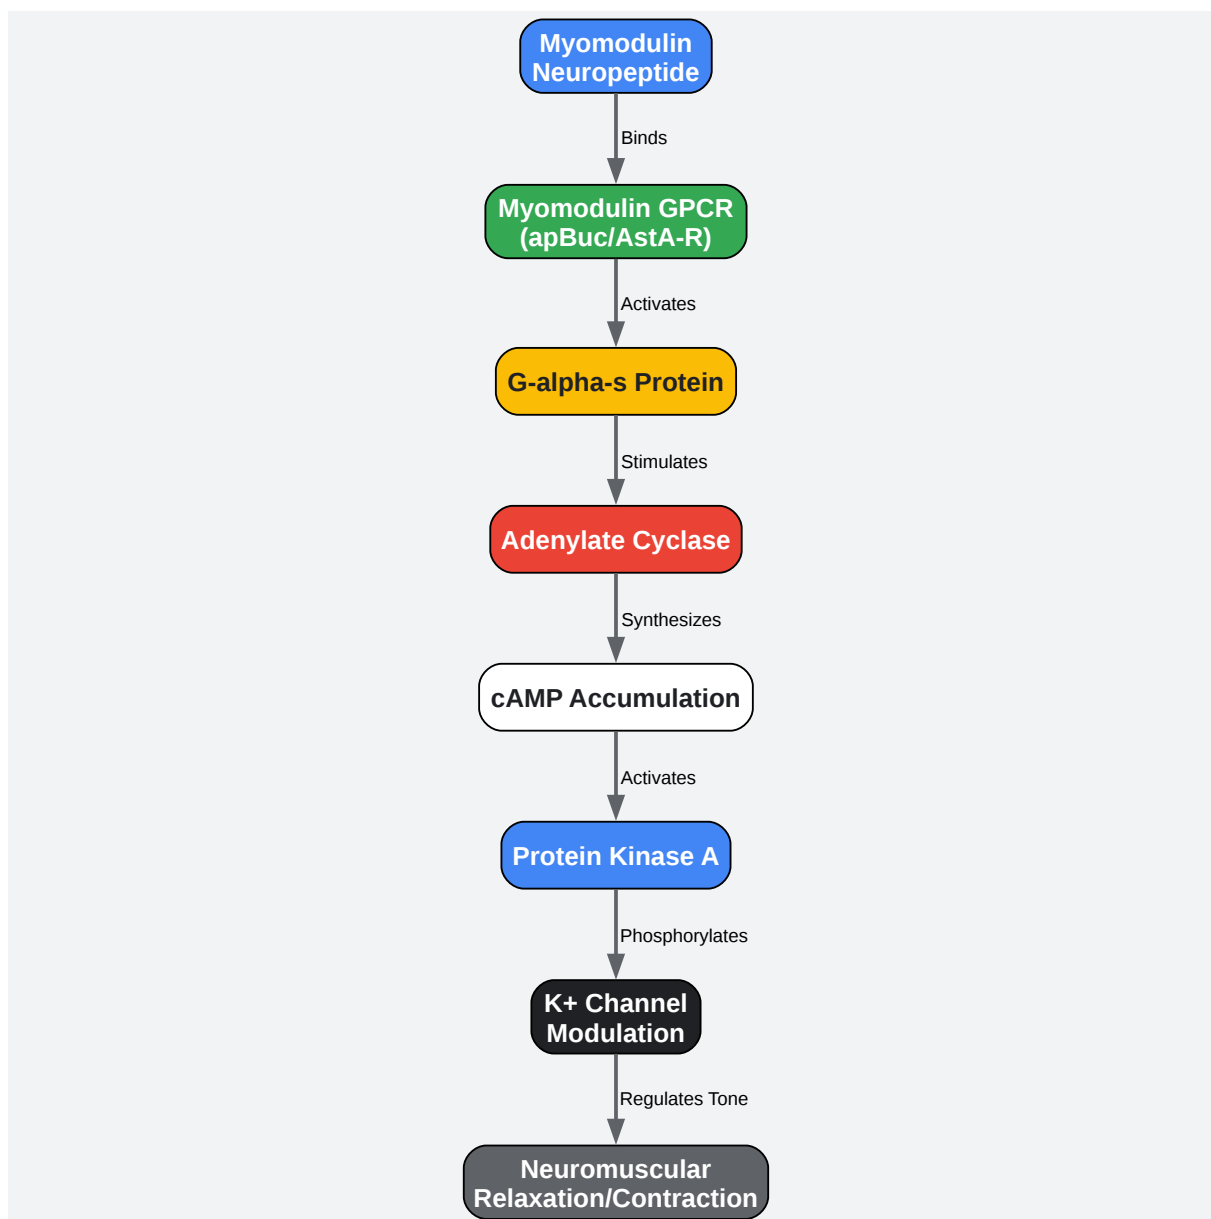 Myomodulin
Neuropeptide
Binds
Myomodulin GPCR
(apBuc/AstA-R)
Activates
G-alpha-s Protein
Stimulates
Adenylate Cyclase
Synthesizes
cAMP Accumulation
Activates
Protein Kinase A
Phosphorylates
K+ Channel
Modulation
Regulates Tone
Neuromuscular
Relaxation/Contraction